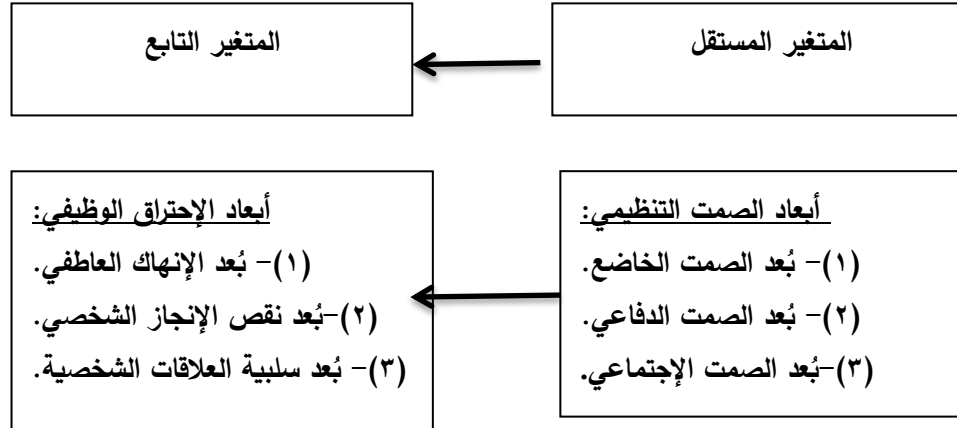 المتغير المستقل
المتغير التابع
أبعاد الصمت التنظيمي:
(١)- بُعد الصمت الخاضع.
(٢)- بُعد الصمت الدفاعي.
(٣)-بُعد الصمت الإجتماعي.
أبعاد الإحتراق الوظيفي:
(١)- بُعد الإنهاك العاطفي.
(٢)-بُعد نقص الإنجاز الشخصي.
(٣)- بُعد سلبية العلاقات الشخصية.